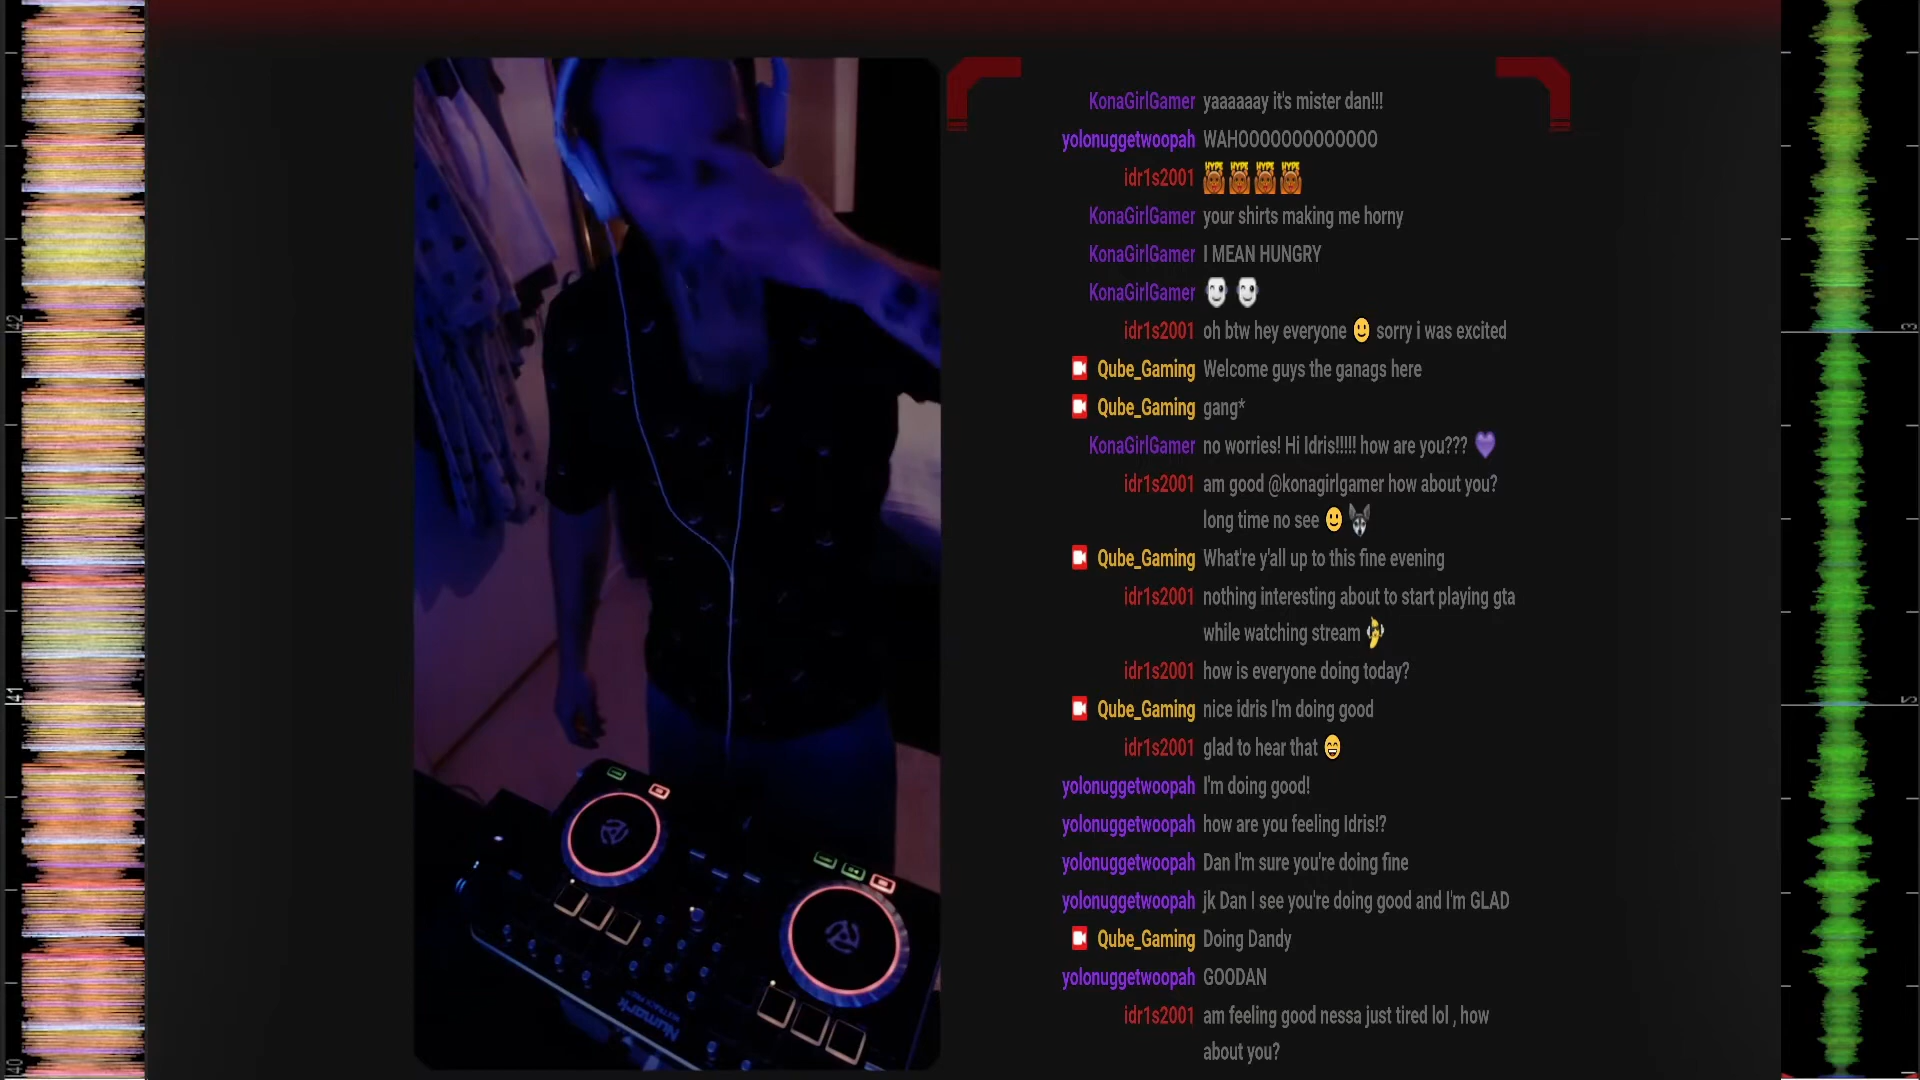 KonaGirlGamer yaaaaaay it's mister dan!!!
yolonuggetwoopah WAHOOOOOOOOOOOOO
idr1s2001
KonaGirlGamer your shirts making me horny
KonaGirlGamer I MEAN HUNGRY
KonaGirlGamer
idr1s2001 oh btw hey everyone 🙂 sorry i was excited
Qube_Gaming Welcome guys the ganags here
Qube_Gaming gang*
KonaGirlGamer no worries! Hi Idris!!!!! how are you??? 💜
idr1s2001 am good @konagirlgamer how about you?
long time no see 🙂
Qube_Gaming What're y'all up to this fine evening
idr1s2001 nothing interesting about to start playing gta
while watching stream
idr1s2001 how is everyone doing today?
Qube_Gaming nice idris I'm doing good
idr1s2001 glad to hear that 😁
yolonuggetwoopah I'm doing good!
yolonuggetwoopah how are you feeling Idris!?
yolonuggetwoopah Dan I'm sure you're doing fine
yolonuggetwoopah jk Dan I see you're doing good and I'm GLAD
Qube_Gaming Doing Dandy
yolonuggetwoopah GOODAN
idr1s2001 am feeling good nessa just tired lol , how
about you?
42
41
40
3
5
Numark